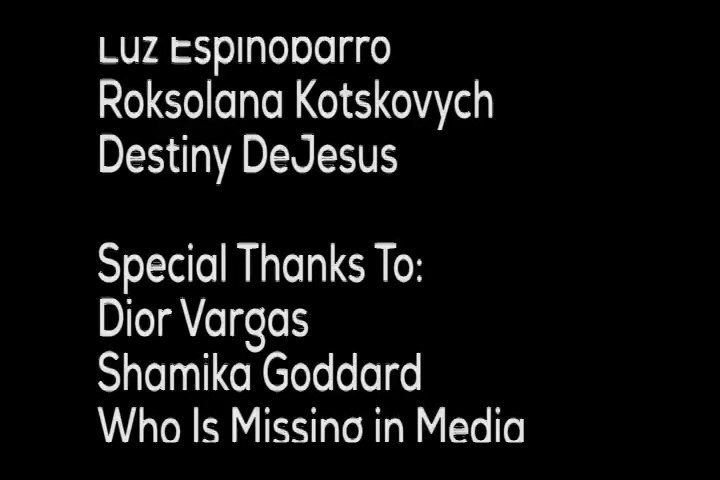 Luz Espinobarro
Roksolana Kotskovych
Destiny DeJesus
Special Thanks To:
Dior Vargas
Shamika Goddard
Who Is Missing in Media